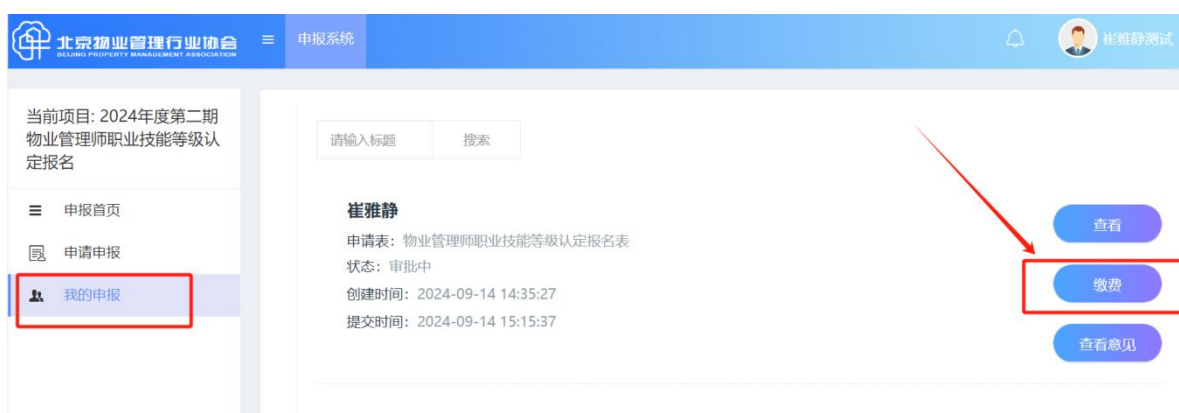 北京物业管理行业协会
BEIJING PROPERTY MANAGEMENT ASSOCIATION
申报系统
崔雅静测试
当前项目: 2024年度第二期
物业管理师职业技能等级认
定报名
申报首页
申请申报
我的申报
请输入标题 搜索
崔雅静
申请表: 物业管理师职业技能等级认定报名表
状态: 审批中
创建时间: 2024-09-14 14:35:27
提交时间: 2024-09-14 15:15:37
查看
缴费
查看意见